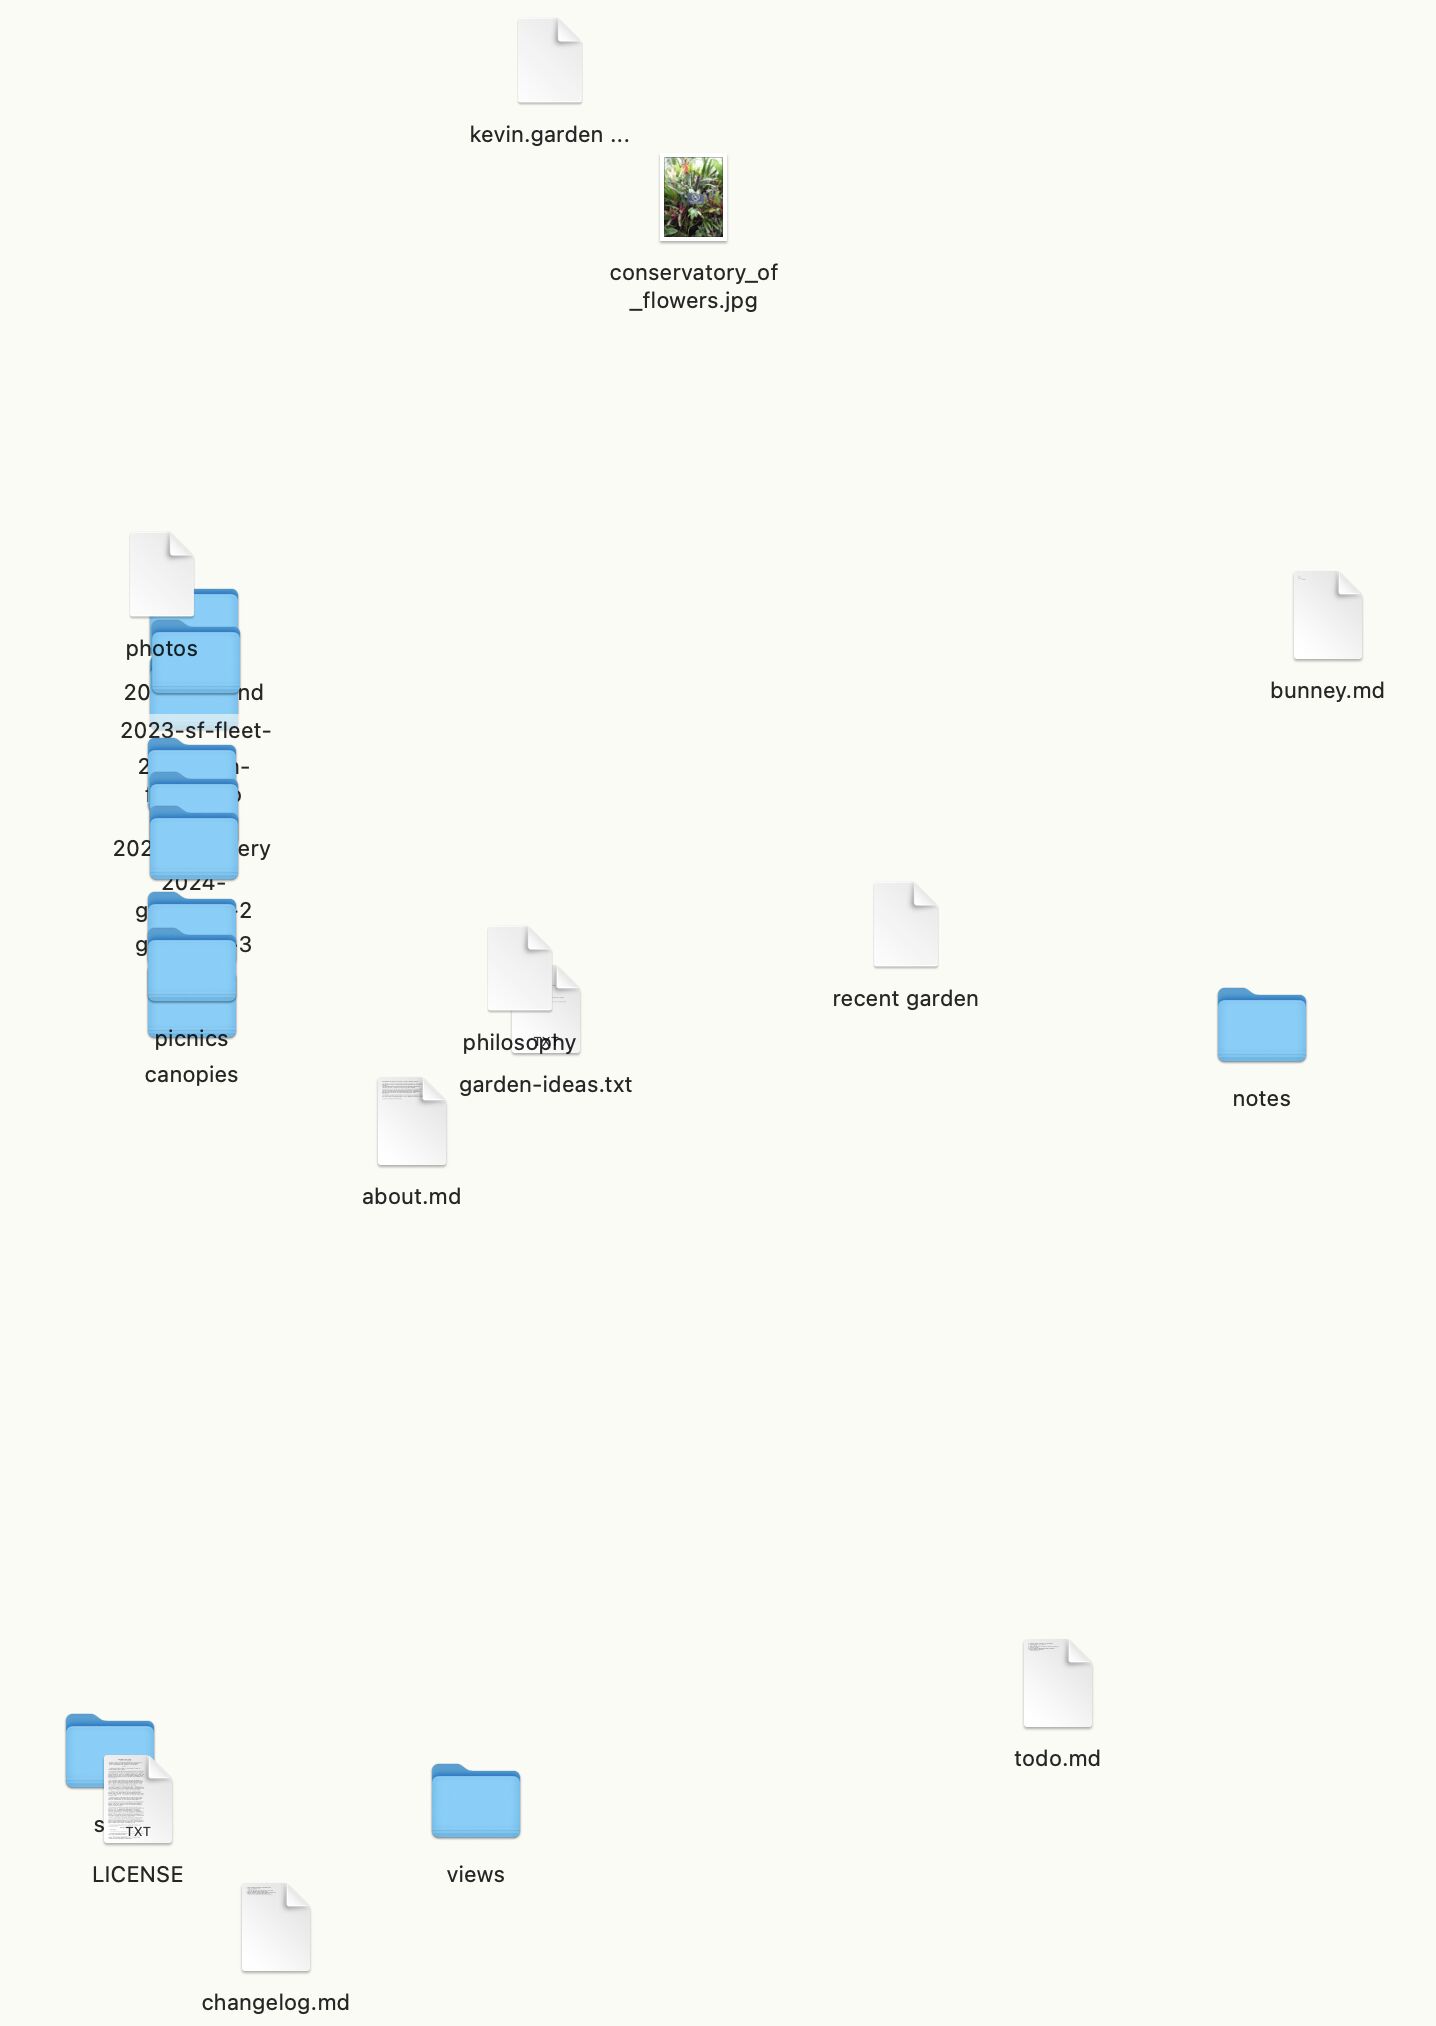 kevin.garden ...
conservatory_of
_flowers.jpg
photos
2023-sf-fleet-
bunney.md
2024-
picnics
canopies
philosophy
TXT
garden-ideas.txt
about.md
recent garden
notes
todo.md
TXT
LICENSE
views
changelog.md